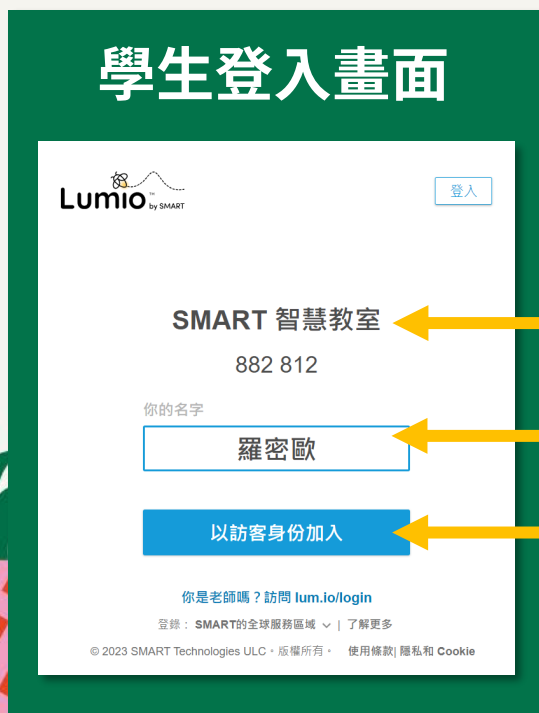 學生登入畫面
Lumio™ by SMART
登入
SMART 智慧教室
882 812
你的名字
羅密歐
以訪客身份加入
你是老師嗎？訪問 lum.io/login
登錄： SMART的全球服務區域 | 了解更多
© 2023 SMART Technologies ULC。版權所有。 使用條款| 隱私和 Cookie